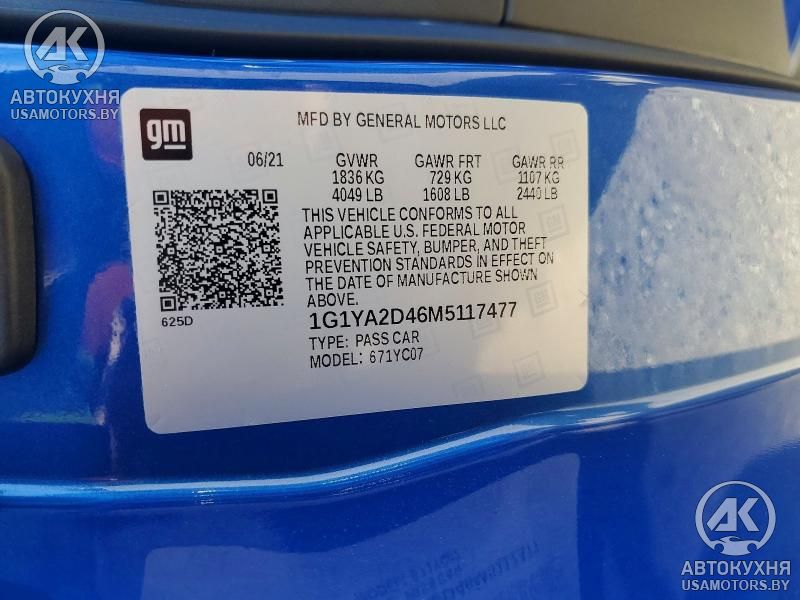 AK
АВТОКУХНЯ
USAMOTORS.BY
gm
MFD BY GENERAL MOTORS LLC
06/21 GVWR GAWR FRT GAWR RR
1836 KG 729 KG 1107 KG
4049 LB 1608 LB 2440 LB
THIS VEHICLE CONFORMS TO ALL
APPLICABLE U.S. FEDERAL MOTOR
VEHICLE SAFETY, BUMPER, AND THEFT
PREVENTION STANDARDS IN EFFECT ON
THE DATE OF MANUFACTURE SHOWN
ABOVE.
625D
1G1YA2D46M5117477
TYPE: PASS CAR
MODEL: 671YC07
AK
АВТОКУХНЯ
USAMOTORS.BY